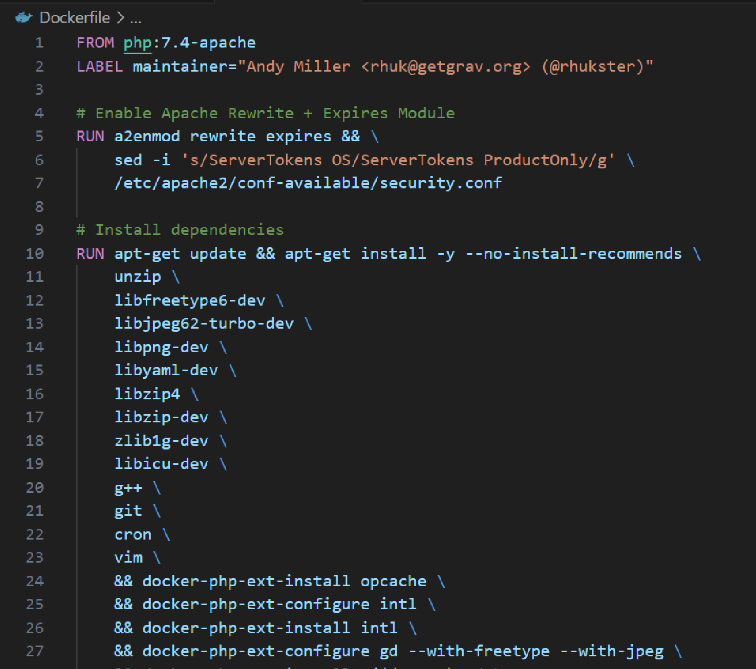 Dockerfile > ...
1 FROM php:7.4-apache
2 LABEL maintainer="Andy Miller <rhuk@getgrav.org> (@rhukster)"
3
4 # Enable Apache Rewrite + Expires Module
5 RUN a2enmod rewrite expires && \
6 sed -i 's/ServerTokens OS/ServerTokens ProductOnly/g' \
7 /etc/apache2/conf-available/security.conf
8
9 # Install dependencies
10 RUN apt-get update && apt-get install -y --no-install-recommends \
11 unzip \
12 libfreetype6-dev \
13 libjpeg62-turbo-dev \
14 libpng-dev \
15 libyaml-dev \
16 libzip4 \
17 libzip-dev \
18 zlib1g-dev \
19 libicu-dev \
20 g++ \
21 git \
22 cron \
23 vim \
24 && docker-php-ext-install opcache \
25 && docker-php-ext-configure intl \
26 && docker-php-ext-install intl \
27 && docker-php-ext-configure gd --with-freetype --with-jpeg \